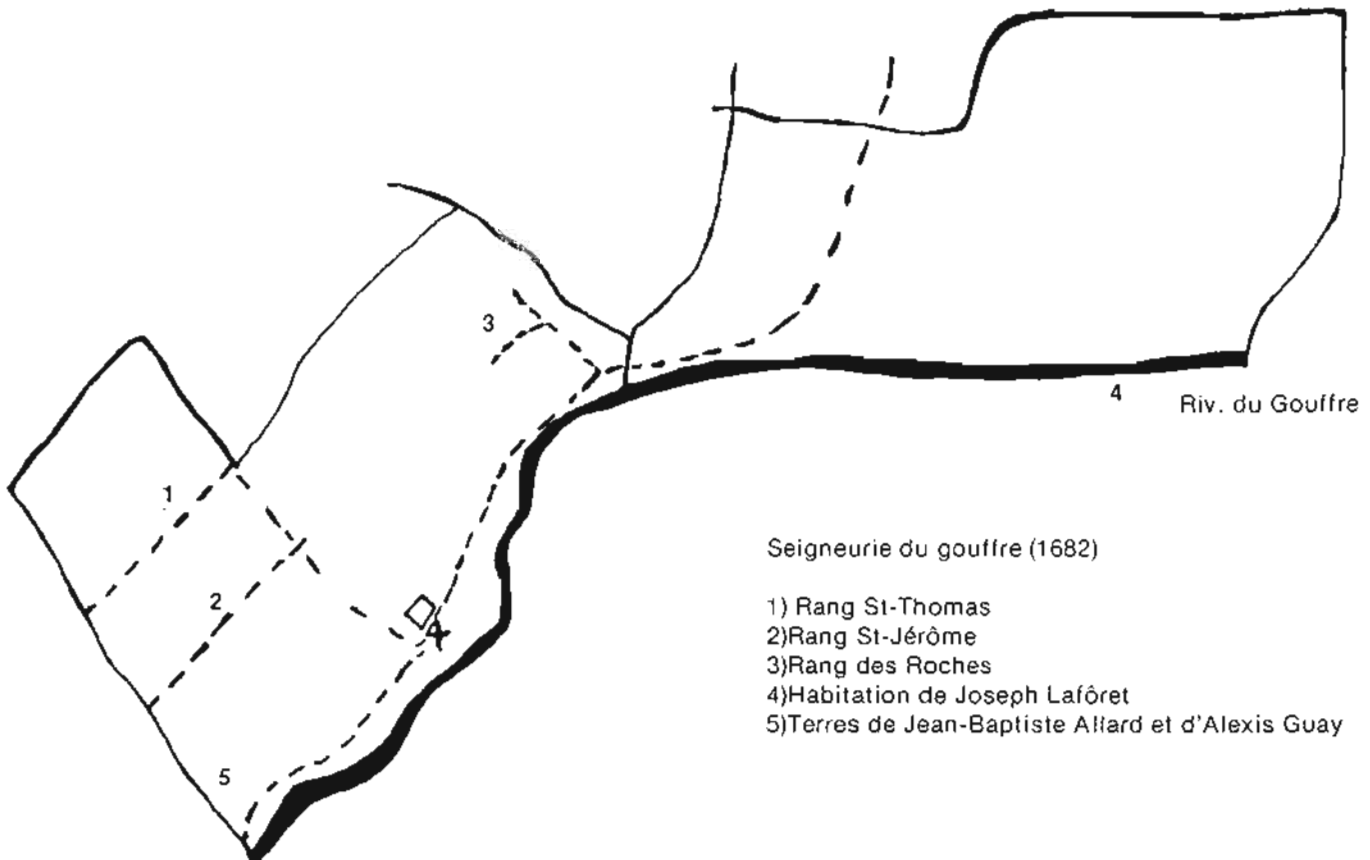 3
4
Riv. du Gouffre
1
2
5
Seigneurie du gouffre (1682)
1) Rang St-Thomas
2)Rang St-Jérôme
3)Rang des Roches
4)Habitation de Joseph Lafôret
5)Terres de Jean-Baptiste Allard et d'Alexis Guay